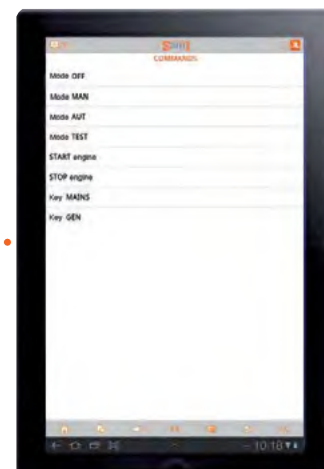 COMMANDS
Mode OFF
Mode MAN
Mode AUT
Mode TEST
START engine
STOP engine
Key MAINS
Key GEN
10:18